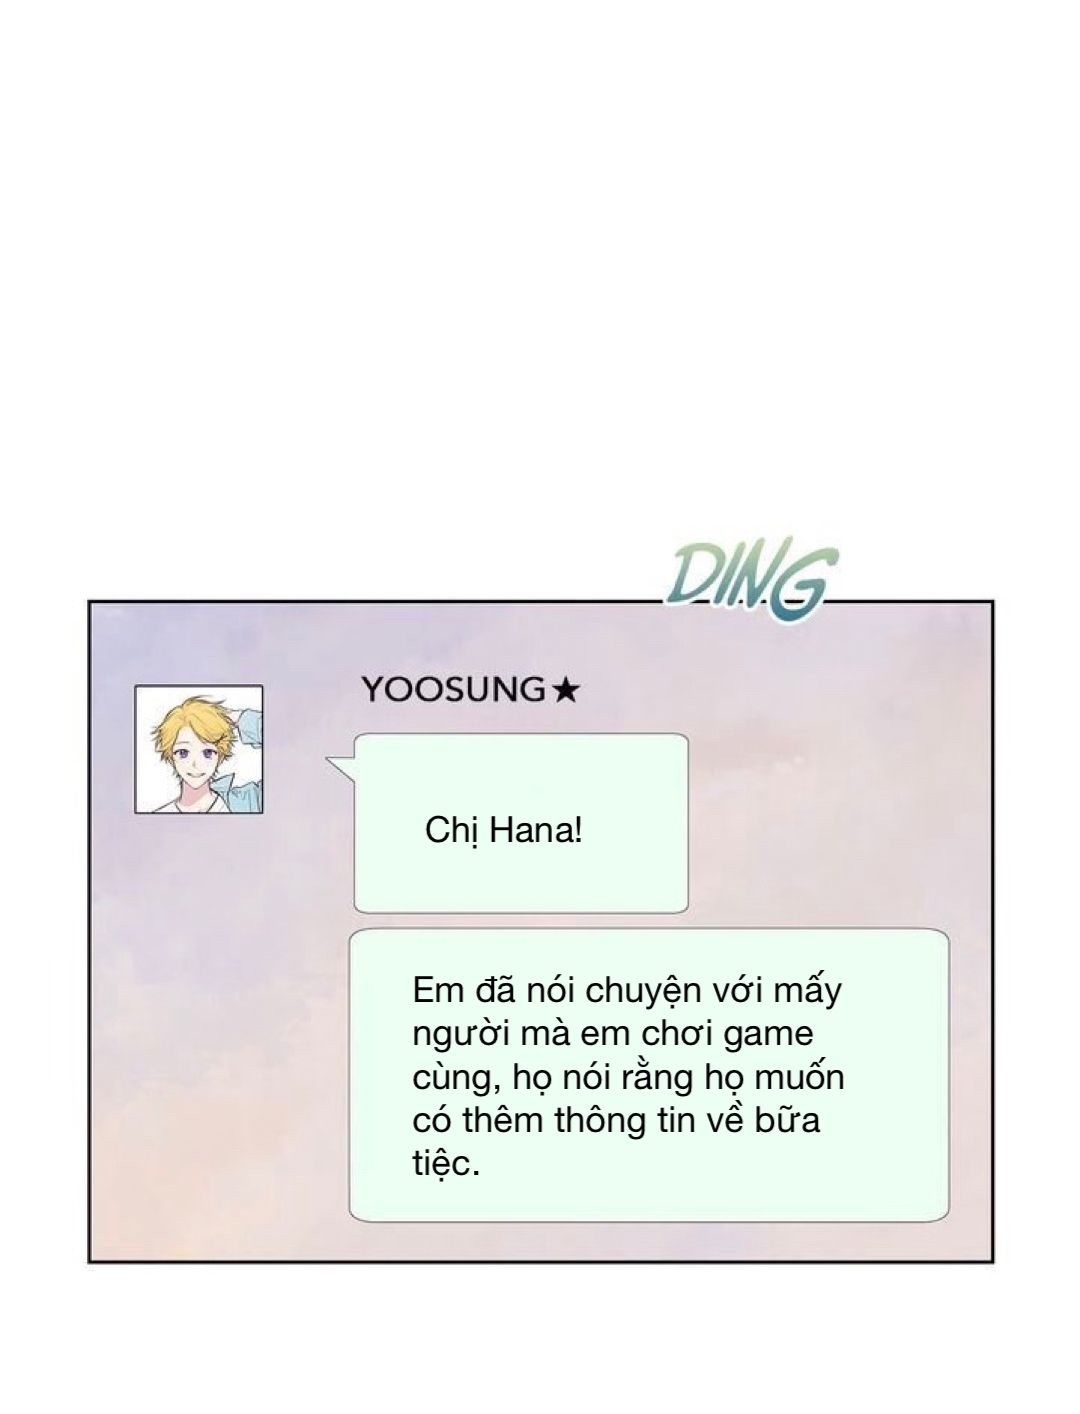 DING
YOOSUNG★
Chị Hana!
Em đã nói chuyện với mấy
người mà em chơi game
cùng, họ nói rằng họ muốn
có thêm thông tin về bữa
tiệc.